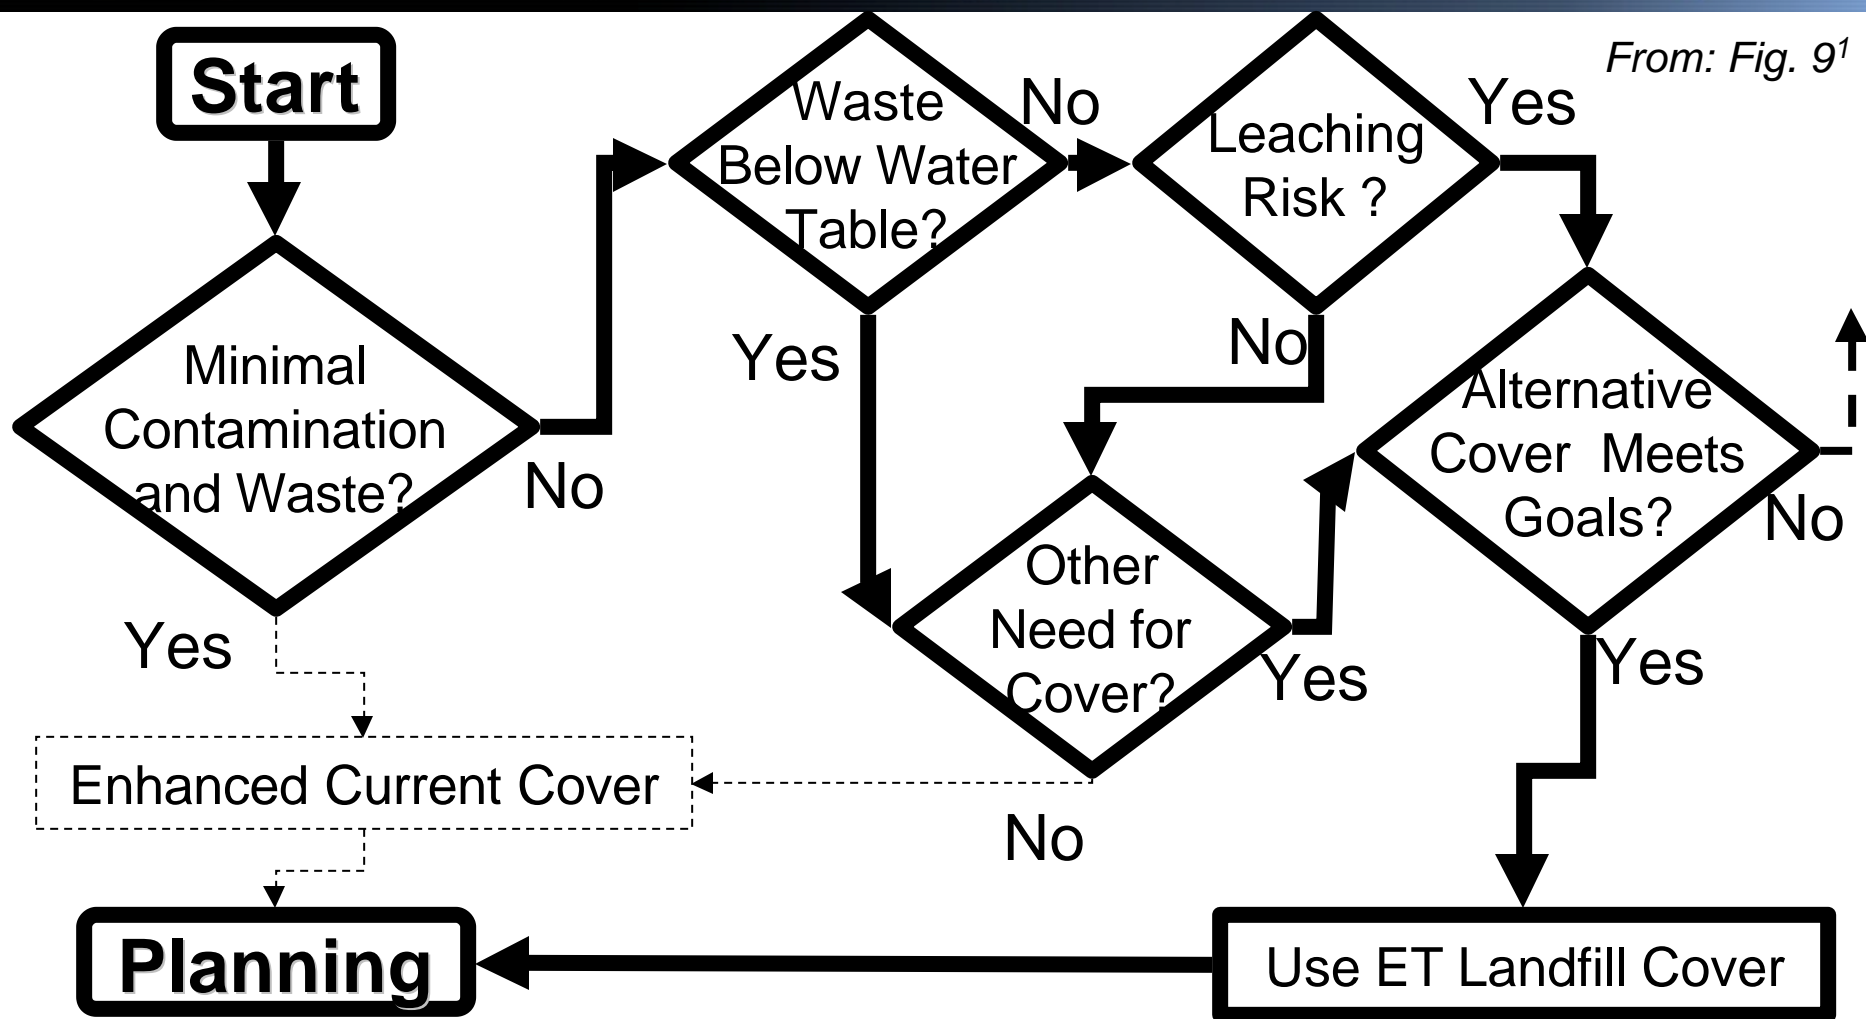 From: Fig. 9¹
Start
Minimal
Contamination
and Waste?
No
Yes
Waste
Below Water
Table?
No
Yes
Leaching
Risk ?
Yes
No
Other
Need for
Cover?
Yes
No
Alternative
Cover Meets
Goals?
No
Yes
Enhanced Current Cover
Use ET Landfill Cover
Planning